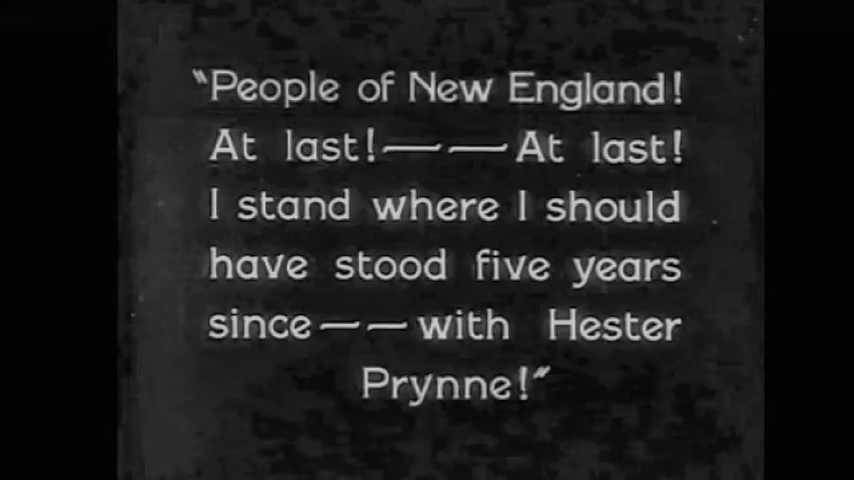 "People of New England!
At last!—— At last!
I stand where I should
have stood five years
since—— with Hester
Prynne!"